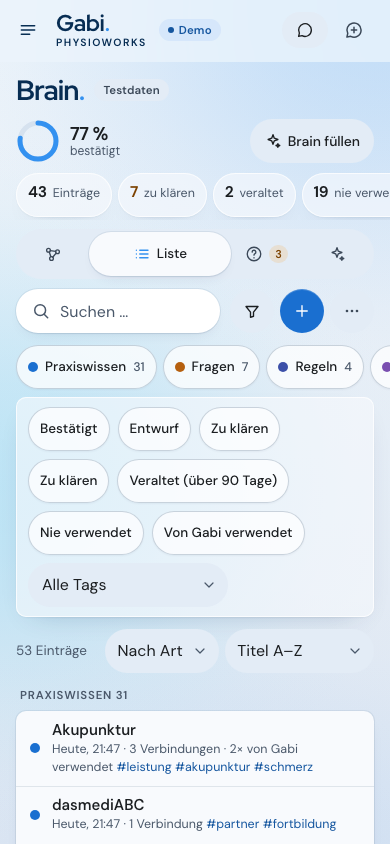 Gabi.
PHYSIOWORKS
Demo
Brain.
Testdaten
77 %
bestätigt
Brain füllen
43 Einträge
7 zu klären
2 veraltet
19 nie verwe
Liste
3
Suchen ...
Praxiswissen 31
Fragen 7
Regeln 4
Bestätigt
Entwurf
Zu klären
Zu klären
Veraltet (über 90 Tage)
Nie verwendet
Von Gabi verwendet
Alle Tags
53 Einträge
Nach Art
Titel A–Z
PRAXISWISSEN 31
Akupunktur
Heute, 21:47 · 3 Verbindungen · 2× von Gabi
verwendet #leistung #akupunktur #schmerz
dasmediABC
Heute, 21:47 · 1 Verbindung #partner #fortbildung